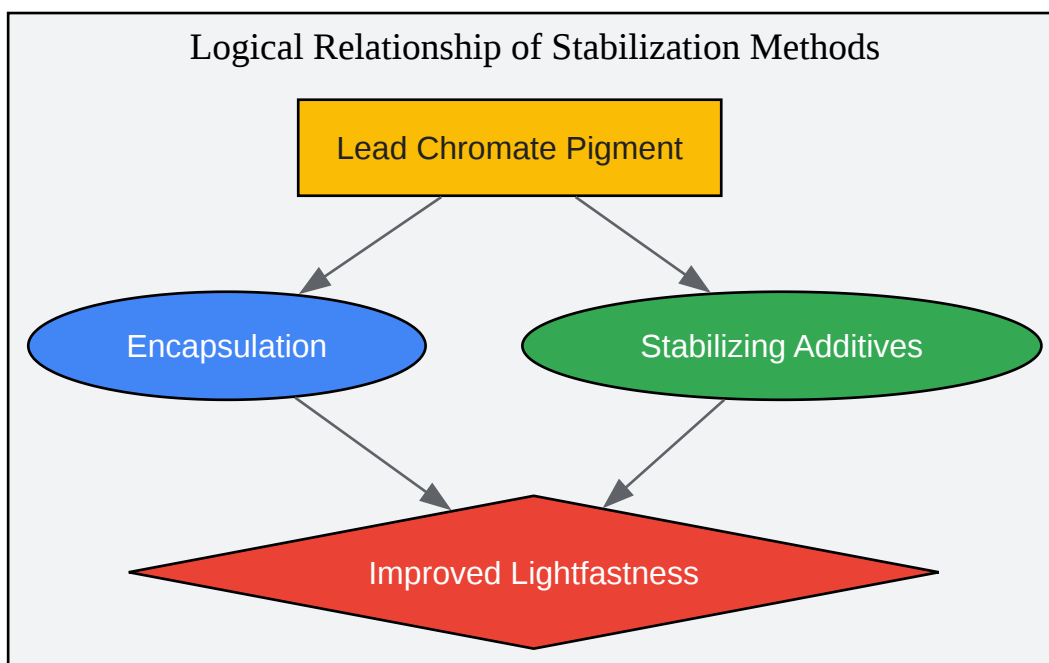 Logical Relationship of Stabilization Methods
Lead Chromate Pigment
Encapsulation
Stabilizing Additives
Improved Lightfastness